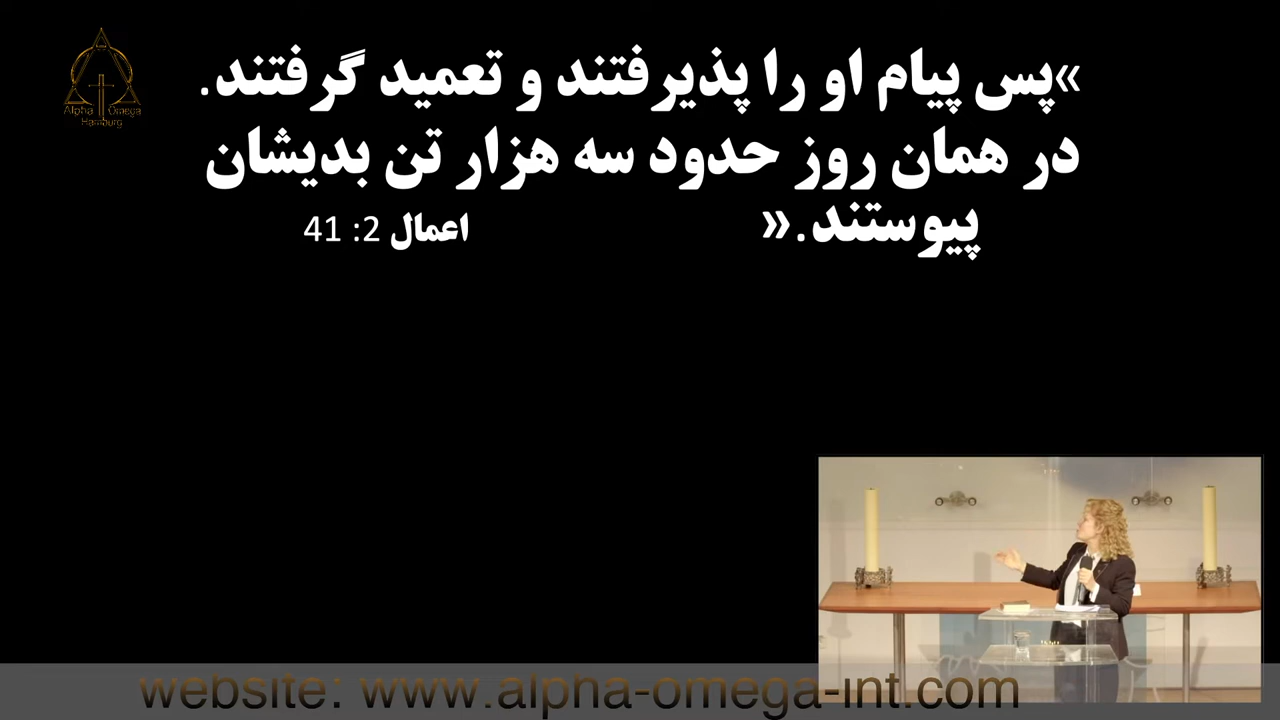 Alpha Omega
Hamburg
»پس پیام او را پذیرفتند و تعمید گرفتند.
در همان روز حدود سه هزار تن بدیشان
پیوستند.« اعمال 2: 41
website: www.alpha-omega-int.com